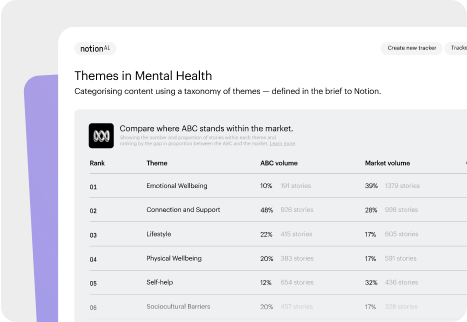 notionAI
Create new tracker
Tracke
Themes in Mental Health
Categorising content using a taxonomy of themes — defined in the brief to Notion.
Compare where ABC stands within the market.
Showing the number and proportion of stories within each theme and
ranking by the gap in proportion between the ABC and the market. Learn more
Rank Theme ABC volume Market volume
01 Emotional Wellbeing 10% 191 stories 39% 1379 stories
02 Connection and Support 48% 926 stories 28% 998 stories
03 Lifestyle 22% 415 stories 17% 605 stories
04 Physical Wellbeing 20% 383 stories 17% 591 stories
05 Self-help 12% 654 stories 32% 436 stories
06 Sociocultural Barriers 20% 457 stories 17% 328 stories